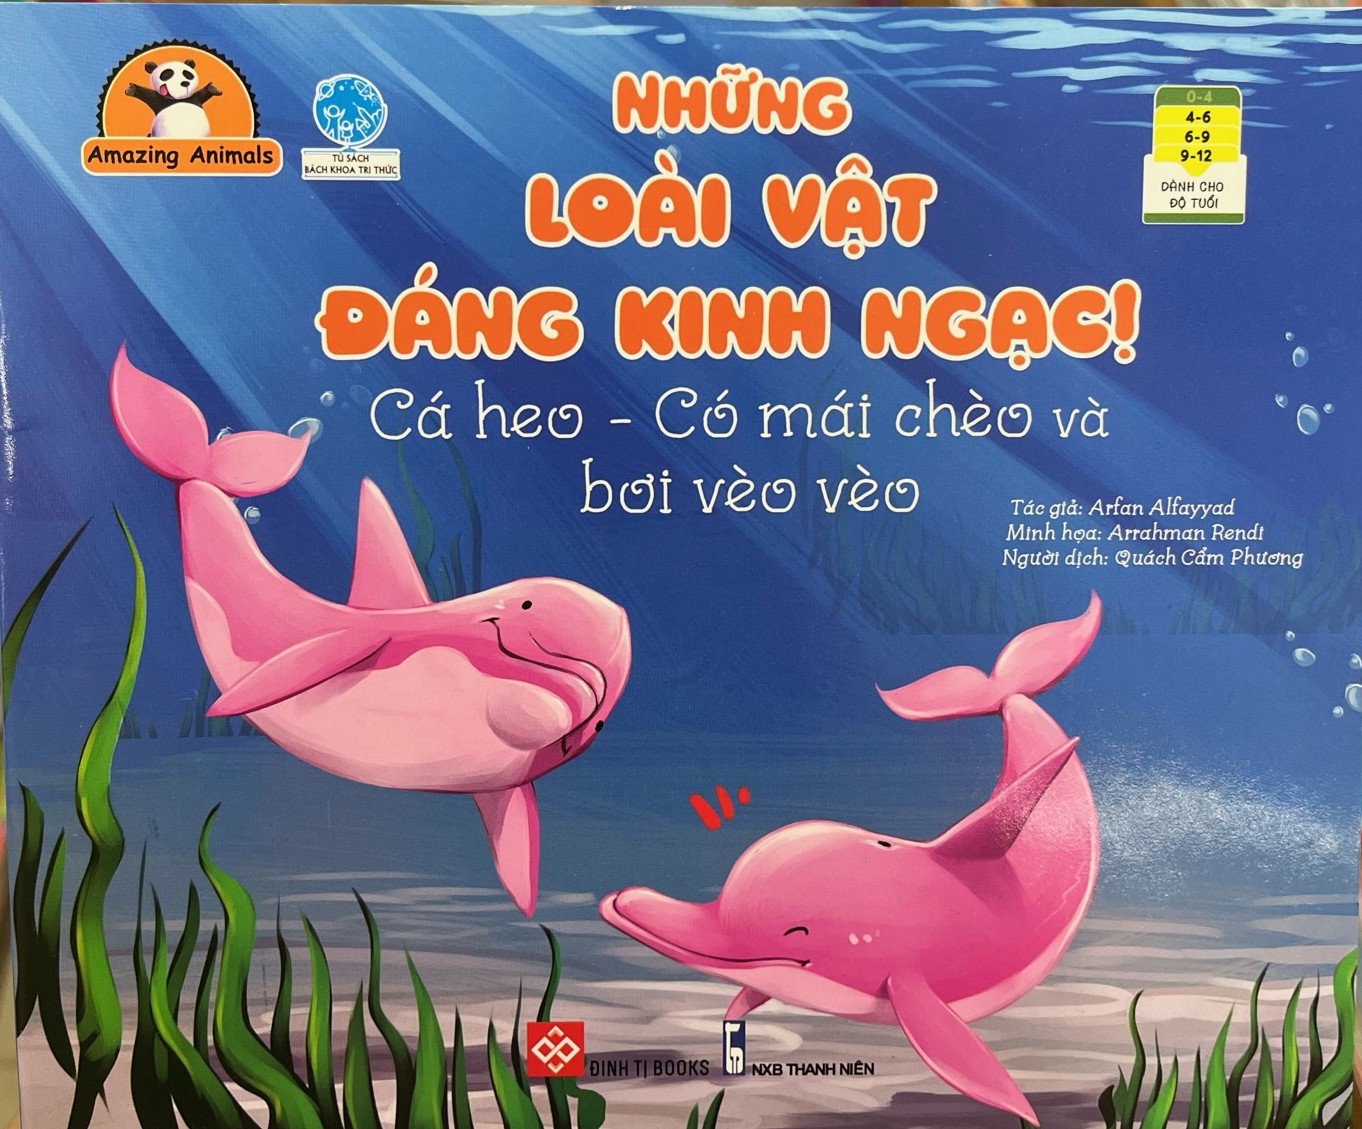 Amazing Animals
TỦ SÁCH
BÁCH KHOA TRI THỨC
NHỮNG
LOÀI VẬT
ĐÁNG KINH NGẠC!
0-4
4-6
6-9
9-12
DÀNH CHO
ĐỘ TUỔI
Cá heo - Có mái chèo và
bơi vèo vèo
Tác giả: Arfan Alfayyad
Minh họa: Arrahman Rendi
Người dịch: Quách Cẩm Phương
ĐINH TỊ BOOKS
NXB THANH NIÊN